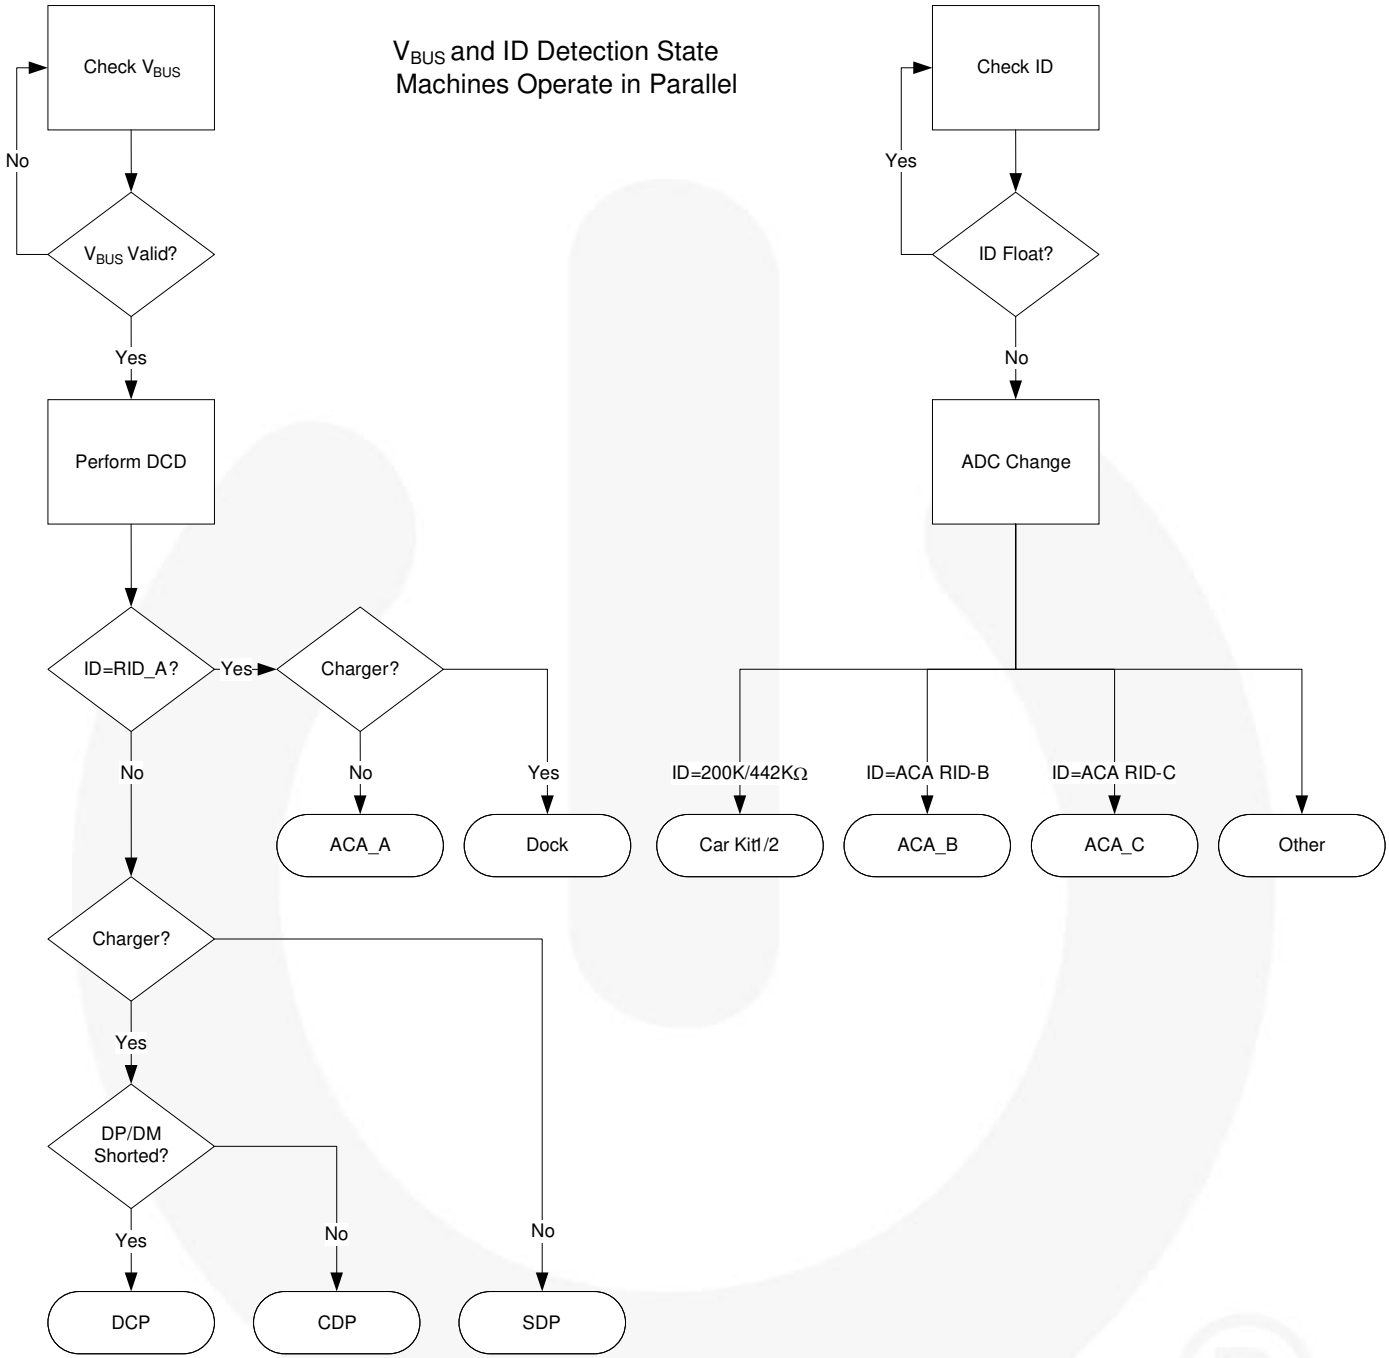 V_BUS and ID Detection State
Machines Operate in Parallel
Check V_BUS
No
V_BUS Valid?
Yes
Perform DCD
ID=RID_A?
Yes
Charger?
No
No
Yes
ACA_A
Dock
Charger?
Yes
DP/DM
Shorted?
Yes
No
No
DCP
CDP
SDP
Check ID
Yes
ID Float?
No
ADC Change
ID=200K/442KΩ
ID=ACA RID-B
ID=ACA RID-C
Car Kit1/2
ACA_B
ACA_C
Other